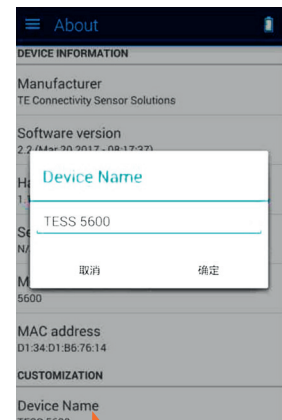 About
DEVICE INFORMATION
Manufacturer
TE Connectivity Sensor Solutions
Software version
2.2 (Mar 20 2017 - 08:17:37)
Device Name
TESS 5600
取消
确定
5600
MAC address
D1:34:D1:B6:76:14
CUSTOMIZATION
Device Name
TESS 5600